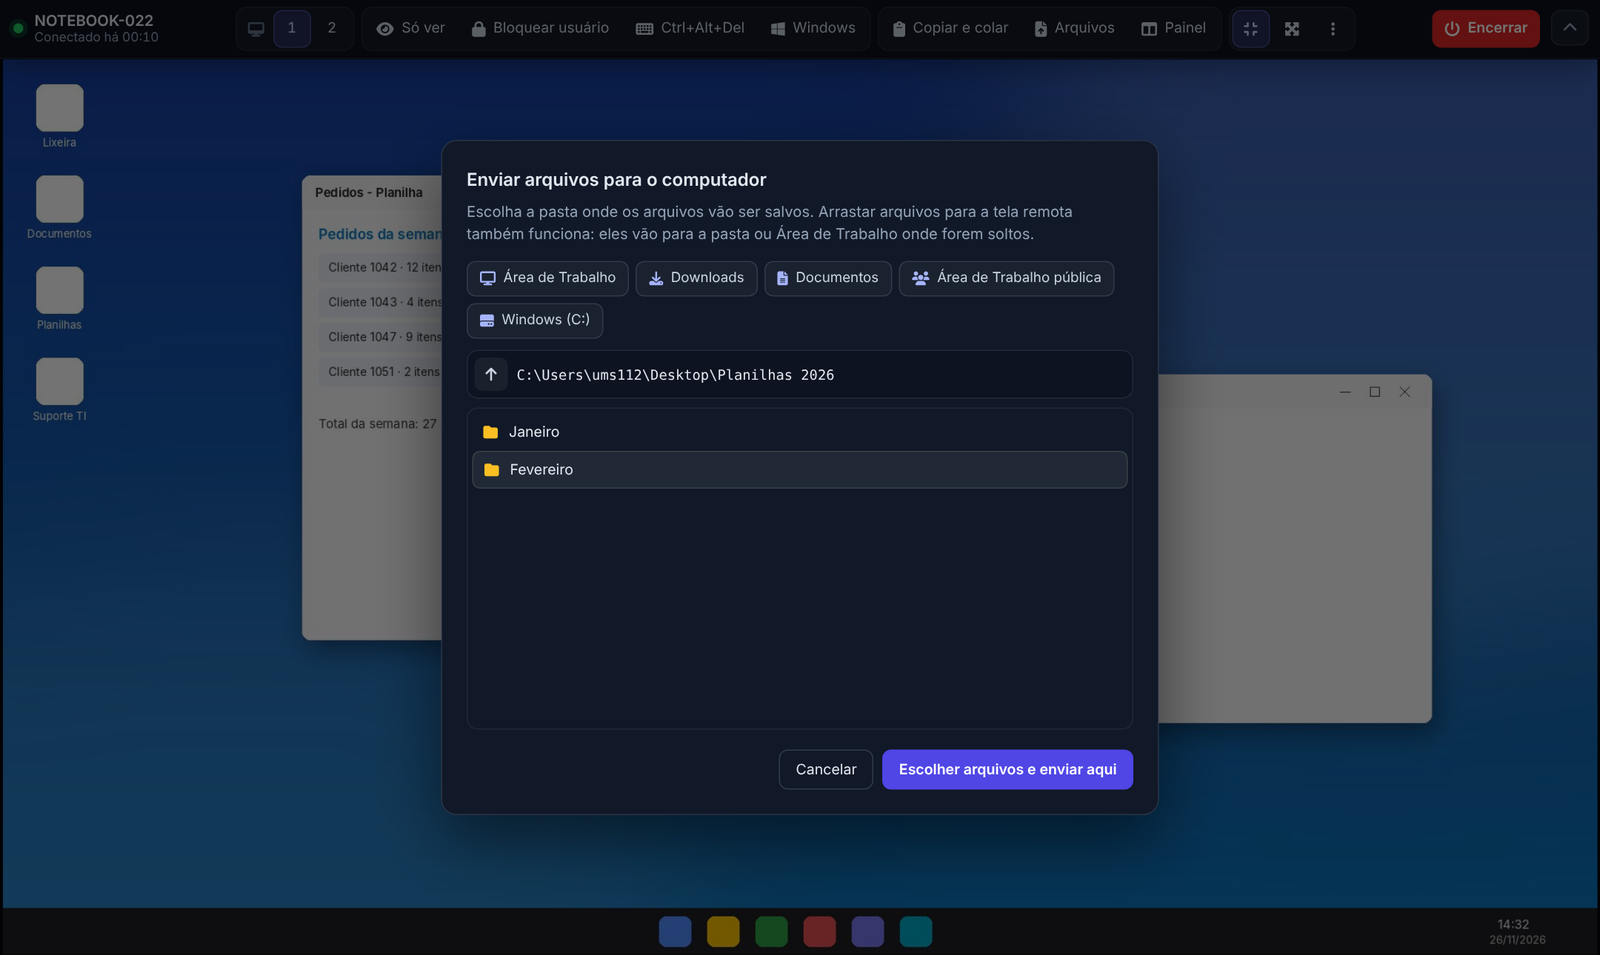 NOTEBOOK-022
Conectado há 00:10
1
2
Só ver
Bloquear usuário
Ctrl+Alt+Del
Windows
Copiar e colar
Arquivos
Painel
Encerrar
Lixeira
Documentos
Planilhas
Suporte TI
Pedidos - Planilha
Pedidos da seman
Cliente 1042 · 12 iten
Cliente 1043 · 4 itens
Cliente 1047 · 9 itens
Cliente 1051 · 2 itens
Total da semana: 27
Enviar arquivos para o computador
Escolha a pasta onde os arquivos vão ser salvos. Arrastar arquivos para a tela remota
também funciona: eles vão para a pasta ou Área de Trabalho onde forem soltos.
Área de Trabalho
Downloads
Documentos
Área de Trabalho pública
Windows (C:)
C:\Users\ums112\Desktop\Planilhas 2026
Janeiro
Fevereiro
Cancelar
Escolher arquivos e enviar aqui
14:32
26/11/2026